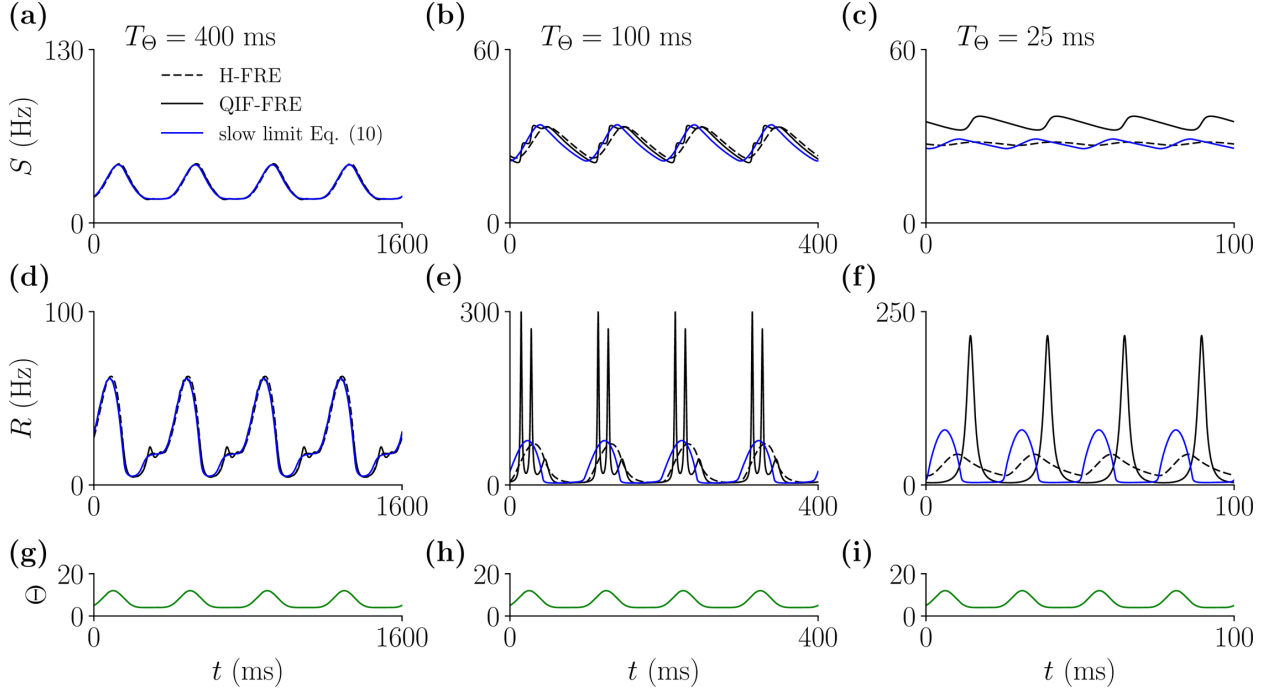 (a) (b) (c)
T_Θ = 400 ms T_Θ = 100 ms T_Θ = 25 ms
130 60 60
H-FRE
QIF-FRE
slow limit Eq. (10)
S (Hz)
0 0 0
0 1600 0 400 0 100
(d) (e) (f)
100 300 250
R (Hz)
0 0 0
0 1600 0 400 0 100
(g) (h) (i)
20 20 20
Θ
0 0 0
0 1600 0 400 0 100
t (ms) t (ms) t (ms)